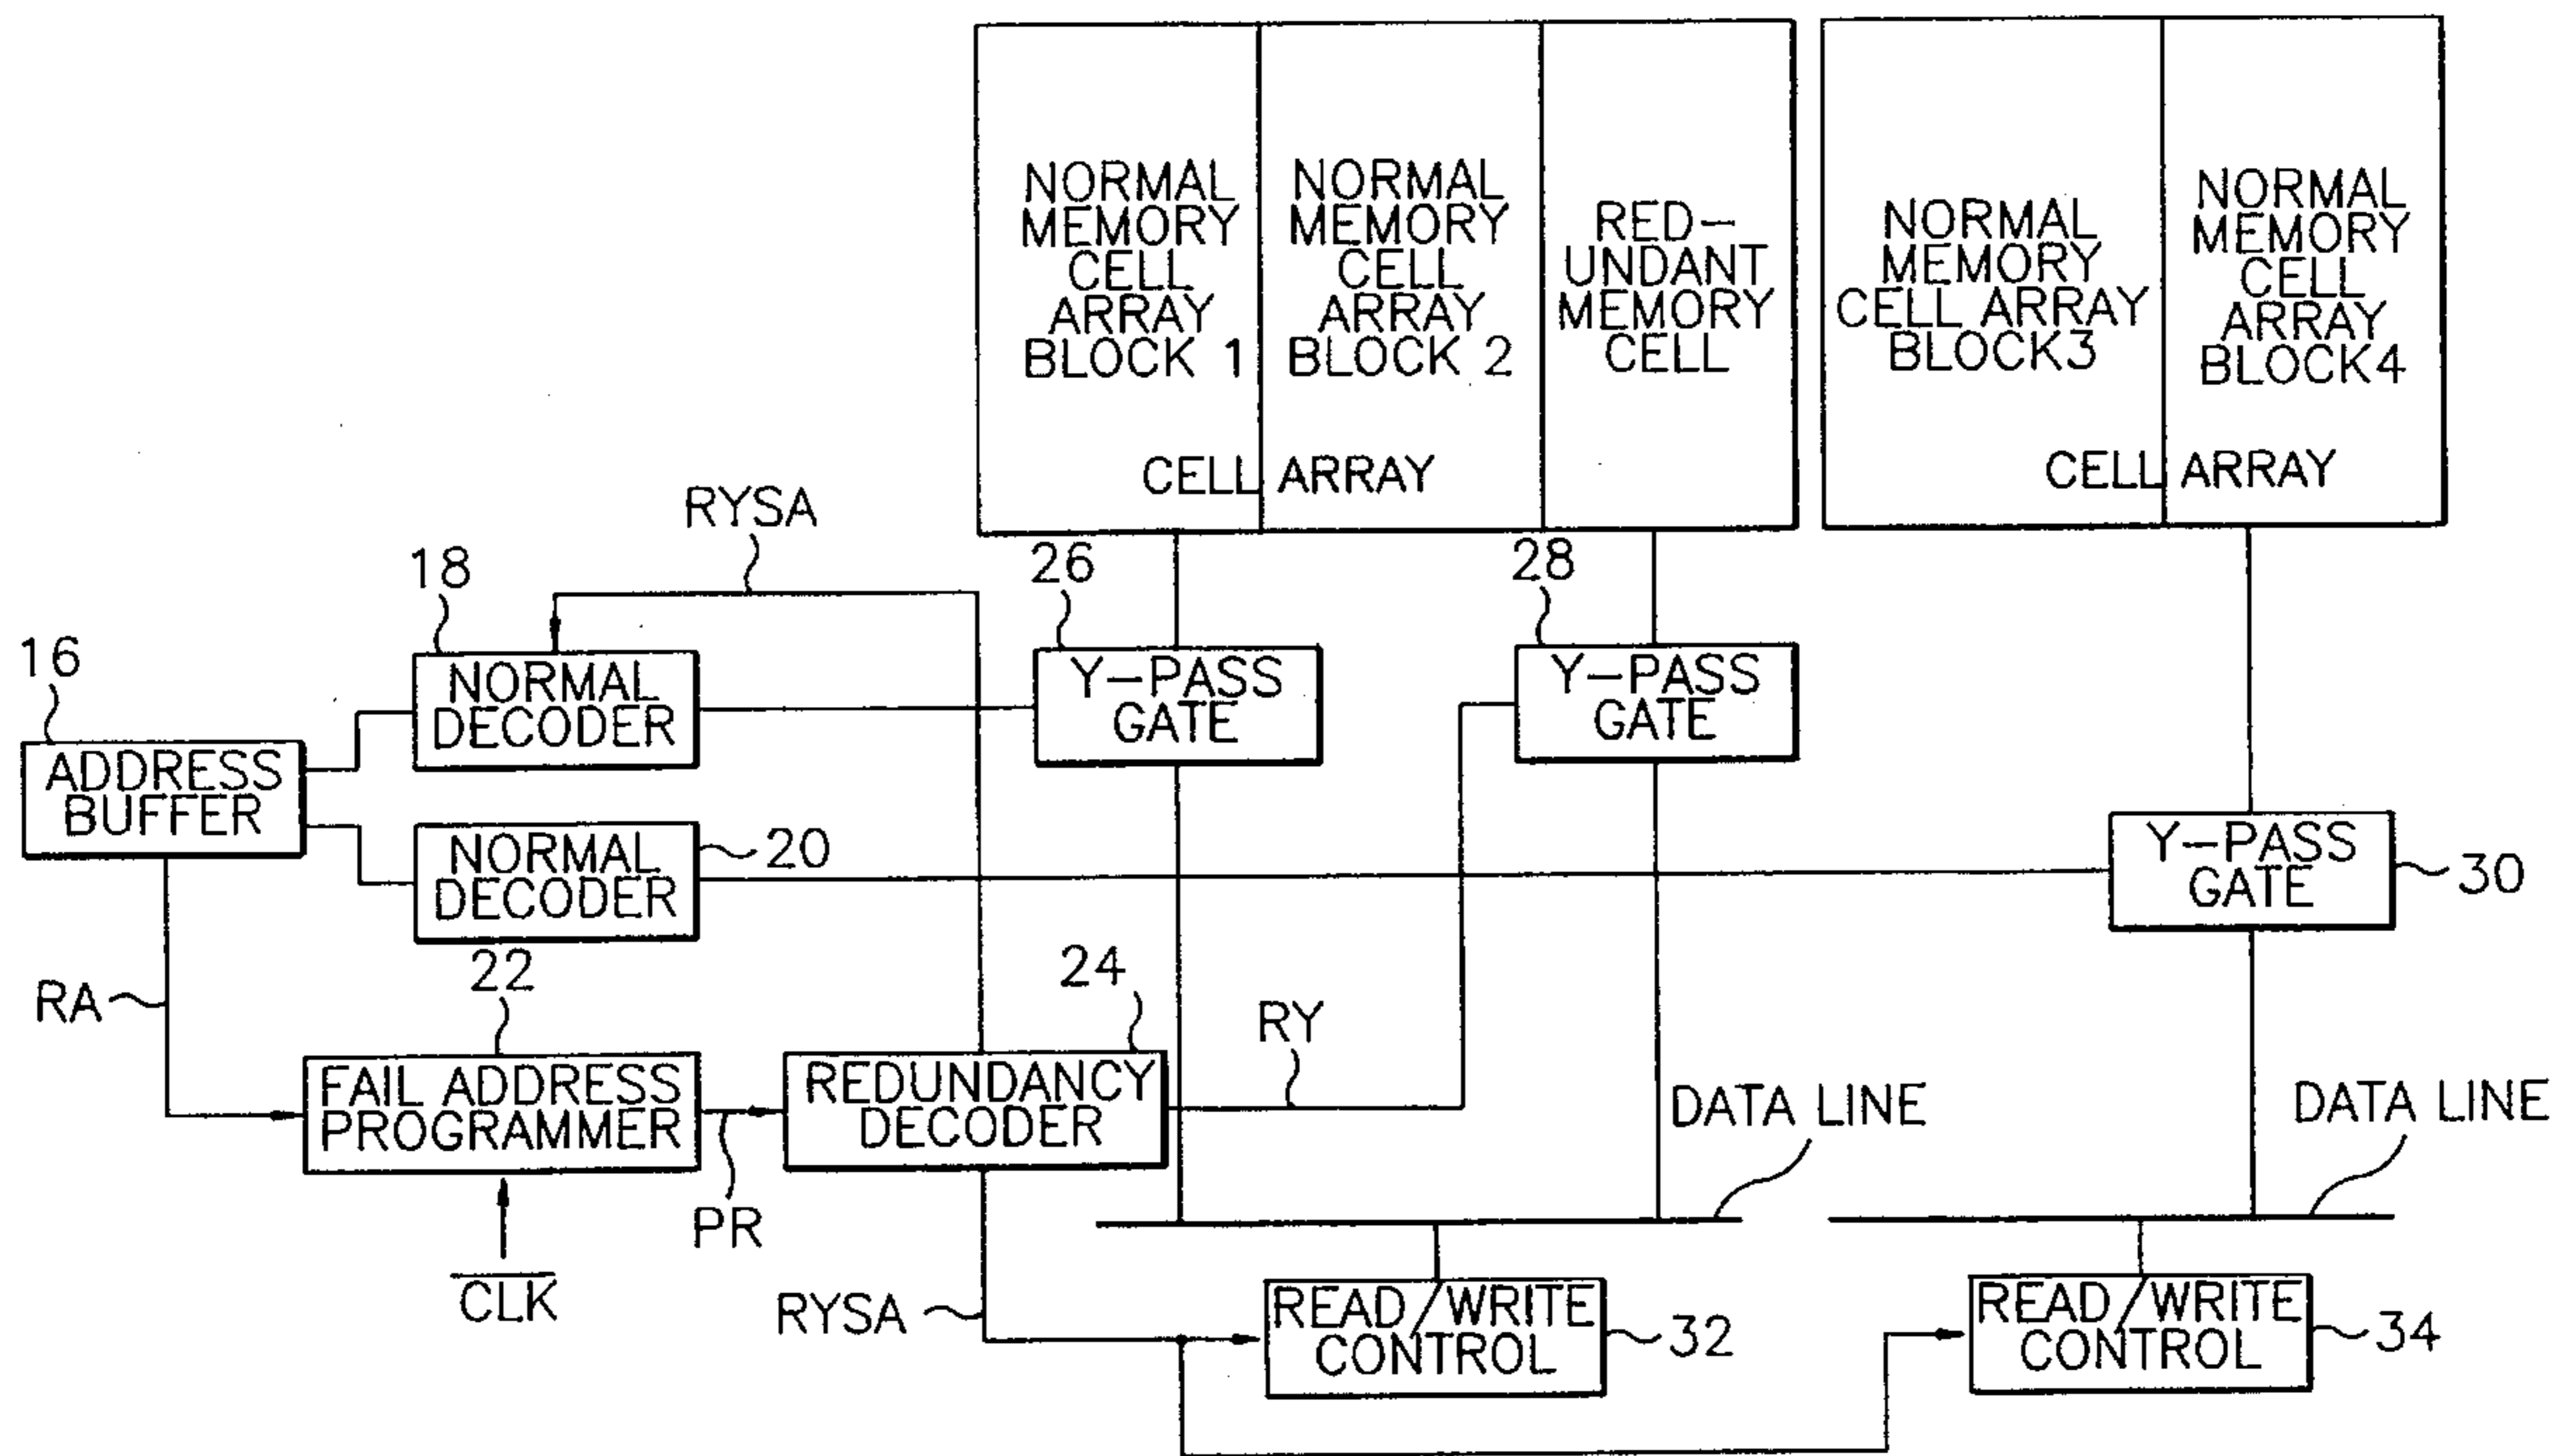 NORMAL
MEMORY
CELL
ARRAY
BLOCK 1
NORMAL
MEMORY
CELL
ARRAY
BLOCK 2
RED-
UNDANT
MEMORY
CELL
CELL ARRAY
NORMAL
MEMORY
CELL ARRAY
BLOCK3
NORMAL
MEMORY
CELL
ARRAY
BLOCK4
CELL ARRAY
RYSA
18
26
28
16
NORMAL
DECODER
Y-PASS
GATE
Y-PASS
GATE
ADDRESS
BUFFER
NORMAL
DECODER
20
Y-PASS
GATE
30
RA
22
24
RY
FAIL ADDRESS
PROGRAMMER
REDUNDANCY
DECODER
DATA LINE
DATA LINE
PR
CLK
RYSA
READ/WRITE
CONTROL
32
READ/WRITE
CONTROL
34